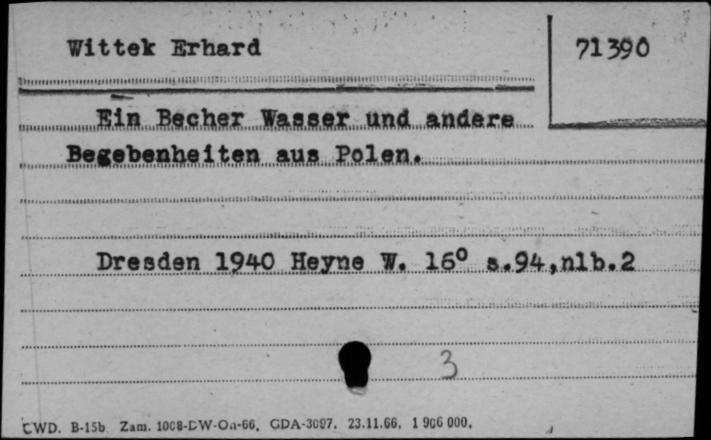 Wittek Erhard
71390
Ein Becher Wasser und andere
Begebenheiten aus Polen.
Dresden 1940 Heyne W. 16° s.94,nlb.2
3
CWD. B-15b Zam. 1008-DW-Oa-66, GDA-3097, 23.11.66, 1 906 000,